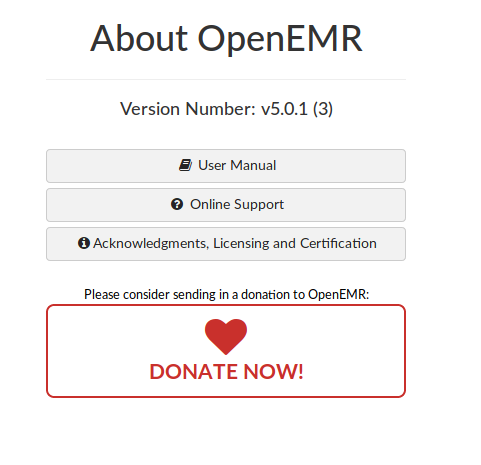 About OpenEMR
Version Number: v5.0.1 (3)
User Manual
Online Support
Acknowledgments, Licensing and Certification
Please consider sending in a donation to OpenEMR:
DONATE NOW!